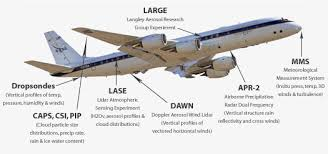 LARGE
Langley Aerosol Research
Group Experiment
MMS
Meteorological
Measurement System
(Insitu press, temp, 3D
winds & turbulence)
APR-2
Airborne Precipitation
Radar Dual Frequency
(Vertical structure rain
reflectivity and cross winds)
DAWN
Doppler Aerosol Wind Lidar
(Vertical profiles of
vectored horizontal winds)
LASE
Lidar Atmospheric
Sensing Experiment
(H2Ov, aerosol profiles &
cloud distributions)
CAPS, CSI, PIP
(Cloud particle size
distributions, precip rate,
rain & ice water content)
Dropsondes
(Vertical profiles of temp,
pressure, humidity & winds)